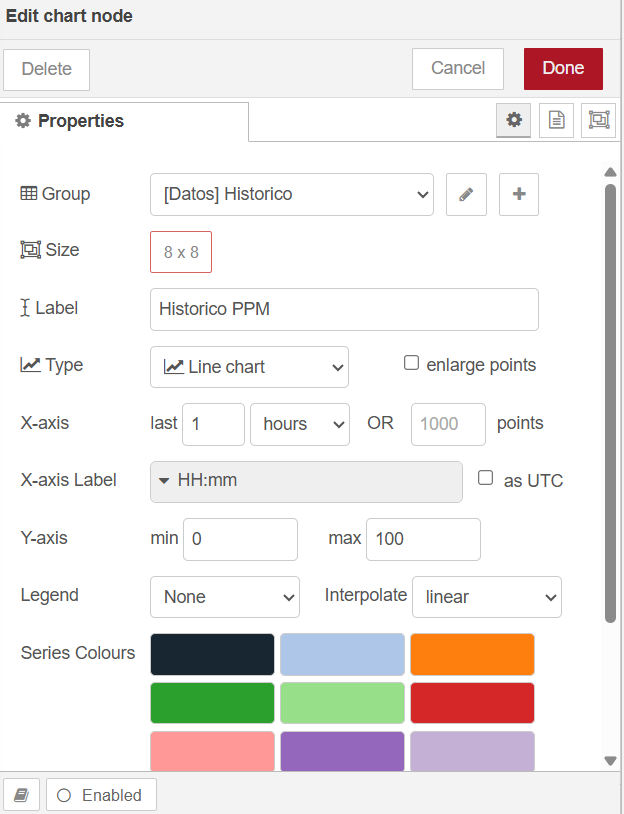 Edit chart node
Delete Cancel Done
Properties
Group [Datos] Historico
Size 8 x 8
Label Historico PPM
Type Line chart enlarge points
X-axis last 1 hours OR 1000 points
X-axis Label HH:mm as UTC
Y-axis min 0 max 100
Legend None Interpolate linear
Series Colours
Enabled